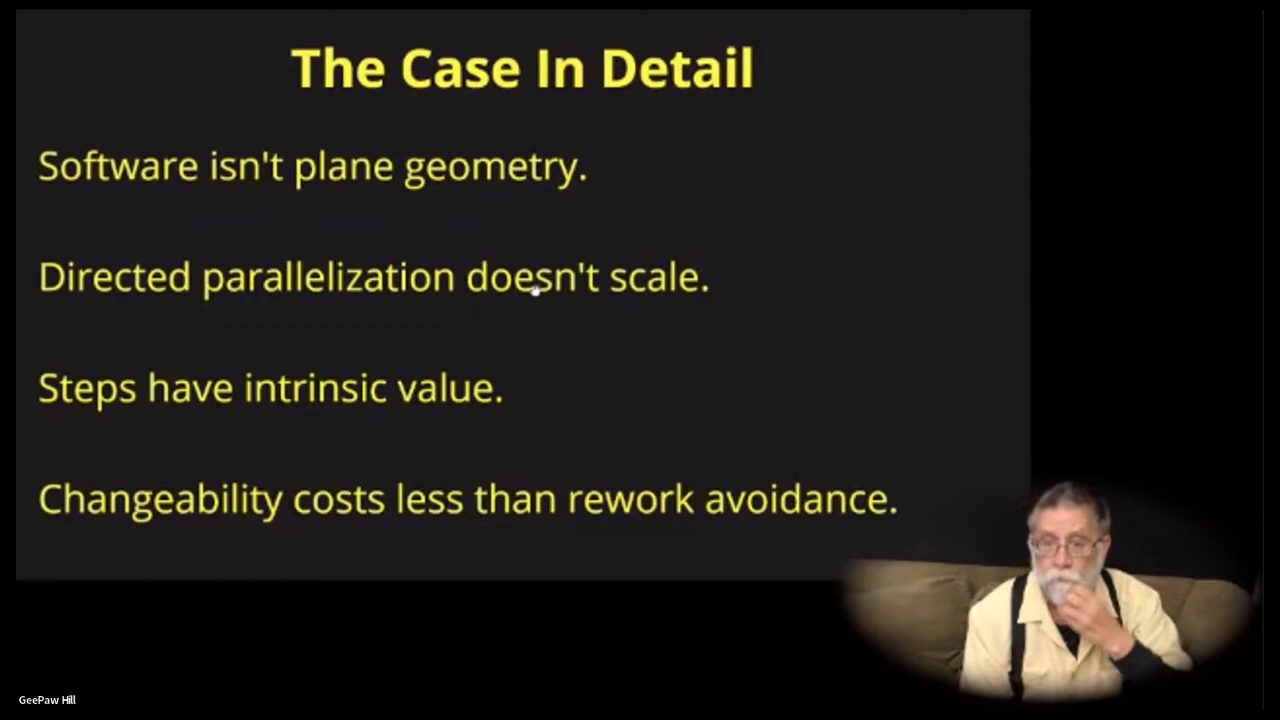 The Case In Detail
Software isn't plane geometry.
Directed parallelization doesn't scale.
Steps have intrinsic value.
Changeability costs less than rework avoidance.
GeePaw Hill